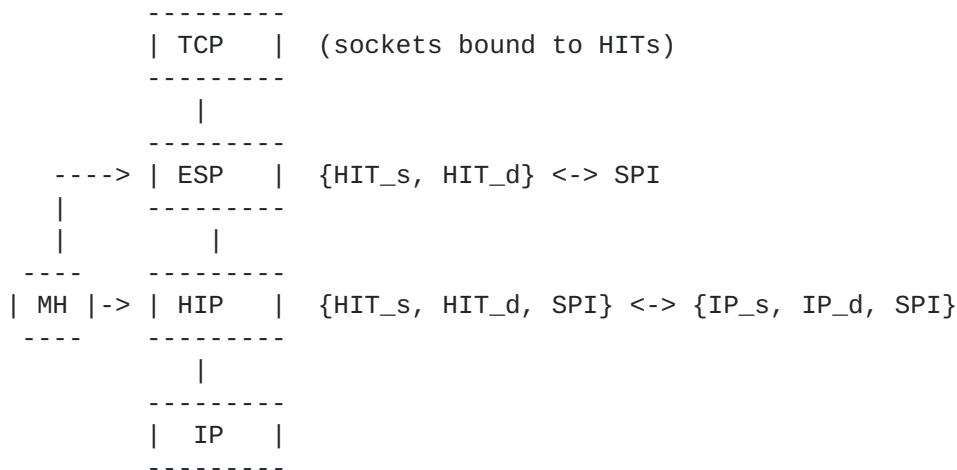 ---------
| TCP   |  (sockets bound to HITs)
---------
|
---------
----> | ESP   |  {HIT_s, HIT_d} <-> SPI
|     ---------
|         |
----    ---------
| MH |-> | HIP   |  {HIT_s, HIT_d, SPI} <-> {IP_s, IP_d, SPI}
----    ---------
|
---------
|  IP   |
---------